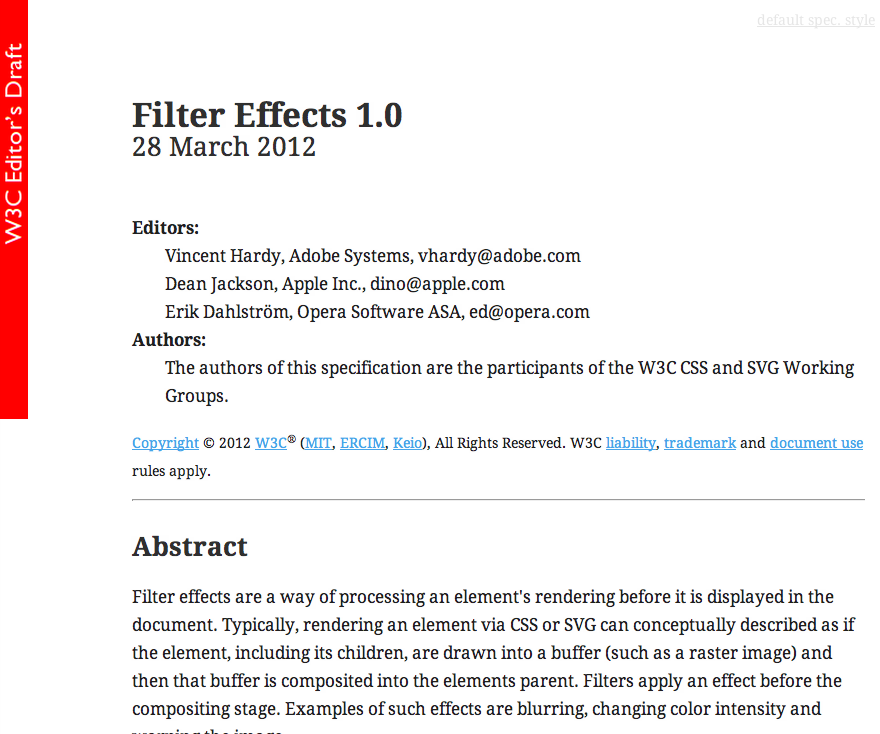 default spec. style
W3C Editor's Draft
Filter Effects 1.0
28 March 2012
Editors:
Vincent Hardy, Adobe Systems, vhardy@adobe.com
Dean Jackson, Apple Inc., dino@apple.com
Erik Dahlström, Opera Software ASA, ed@opera.com
Authors:
The authors of this specification are the participants of the W3C CSS and SVG Working
Groups.
Copyright © 2012 W3C® (MIT, ERCIM, Keio), All Rights Reserved. W3C liability, trademark and document use
rules apply.
Abstract
Filter effects are a way of processing an element's rendering before it is displayed in the
document. Typically, rendering an element via CSS or SVG can conceptually described as if
the element, including its children, are drawn into a buffer (such as a raster image) and
then that buffer is composited into the elements parent. Filters apply an effect before the
compositing stage. Examples of such effects are blurring, changing color intensity and